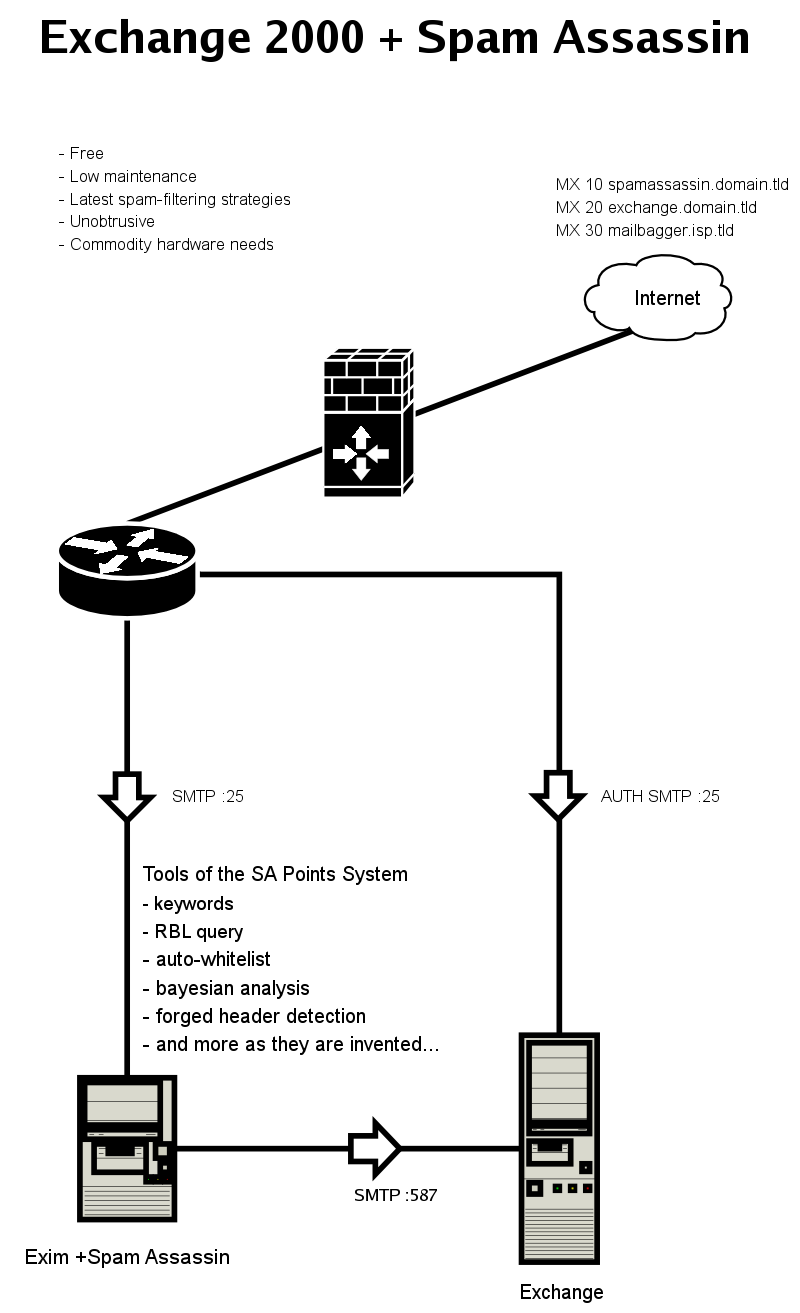 Exchange 2000 + Spam Assassin
- Free
- Low maintenance
- Latest spam-filtering strategies
- Unobtrusive
- Commodity hardware needs
MX 10 spamassassin.domain.tld
MX 20 exchange.domain.tld
MX 30 mailbagger.isp.tld
Internet
SMTP :25
AUTH SMTP :25
Tools of the SA Points System
- keywords
- RBL query
- auto-whitelist
- bayesian analysis
- forged header detection
- and more as they are invented...
SMTP :587
Exim +Spam Assassin
Exchange